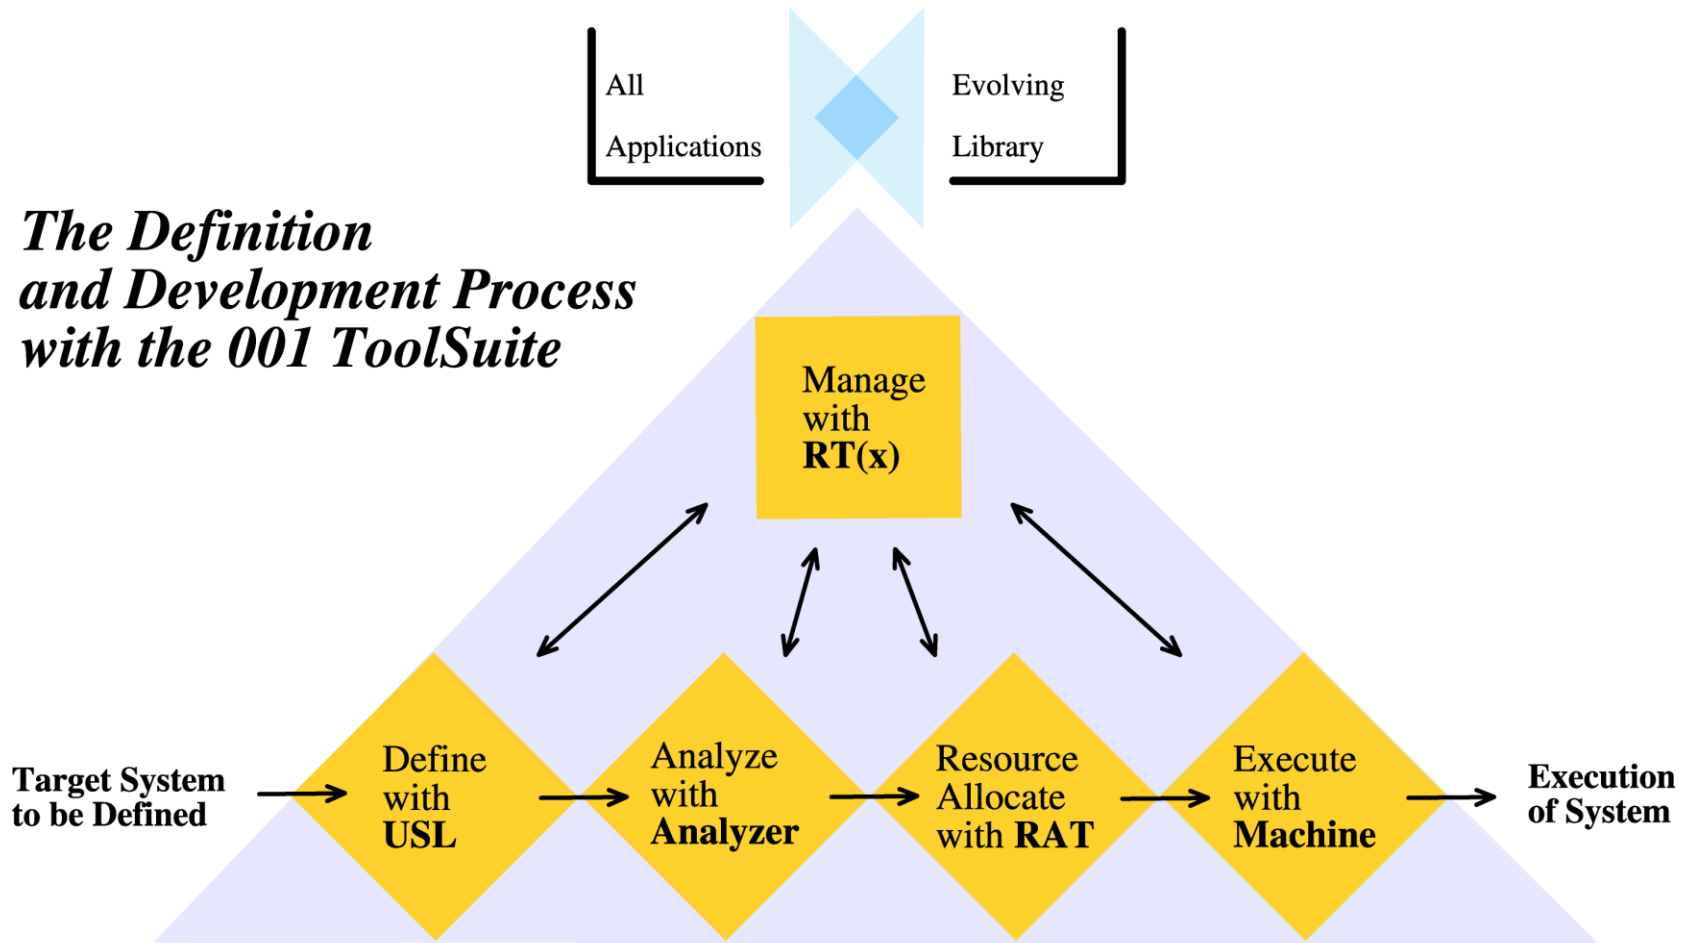 All
Applications
Evolving
Library
The Definition
and Development Process
with the 001 ToolSuite
Manage
with
RT(x)
Target System
to be Defined
Define
with
USL
Analyze
with
Analyzer
Resource
Allocate
with RAT
Execute
with
Machine
Execution
of System